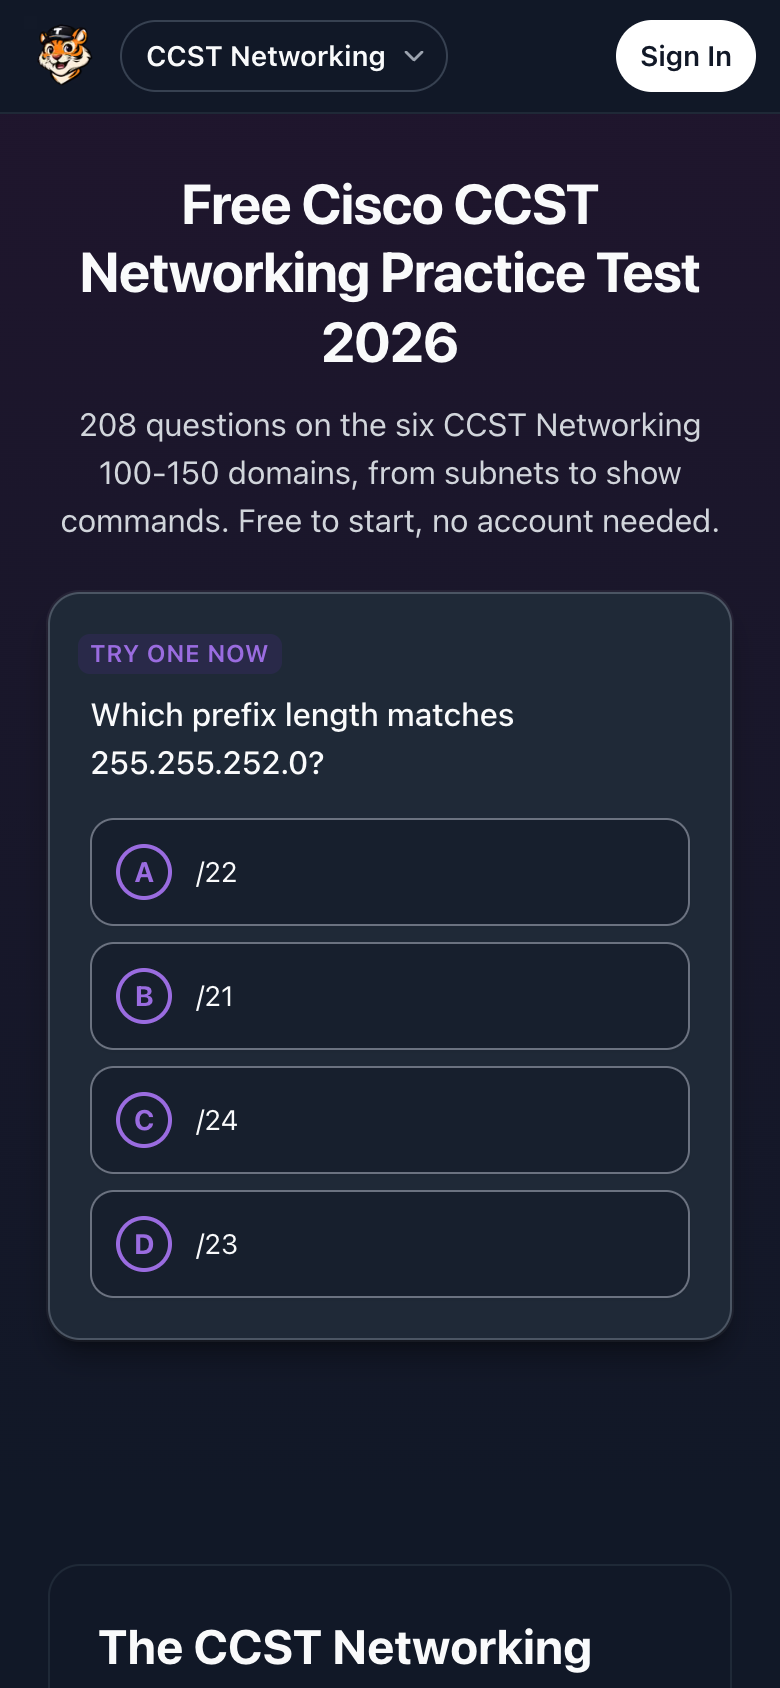 CCST Networking
Sign In
Free Cisco CCST
Networking Practice Test
2026
208 questions on the six CCST Networking
100-150 domains, from subnets to show
commands. Free to start, no account needed.
TRY ONE NOW
Which prefix length matches
255.255.252.0?
A /22
B /21
C /24
D /23
The CCST Networking